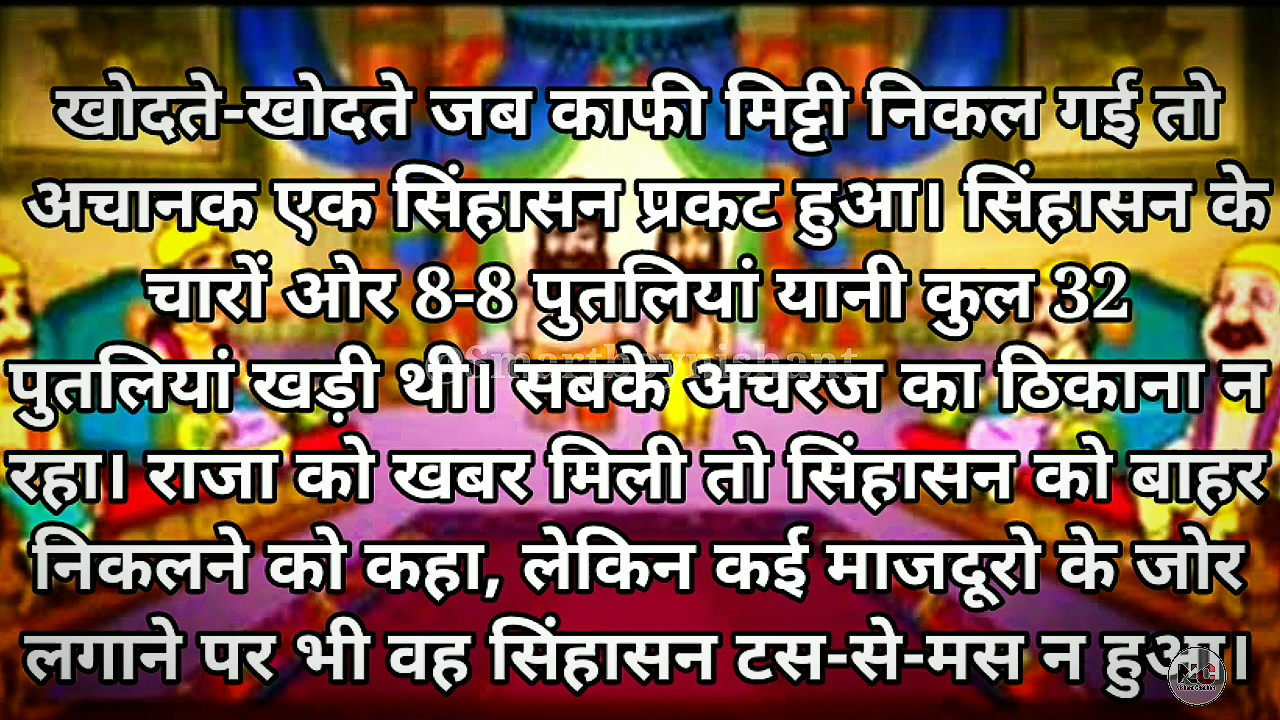 खोदते-खोदते जब काफी मिट्टी निकल गई तो
अचानक एक सिंहासन प्रकट हुआ। सिंहासन के
चारों ओर 8-8 पुतलियां यानी कुल 32
पुतलियां खड़ी थी। सबके अचरज का ठिकाना न
@Smartboynishant
रहा। राजा को खबर मिली तो सिंहासन को बाहर
निकलने को कहा, लेकिन कई माजदूरो के जोर
लगाने पर भी वह सिंहासन टस-से-मस न हुआ।